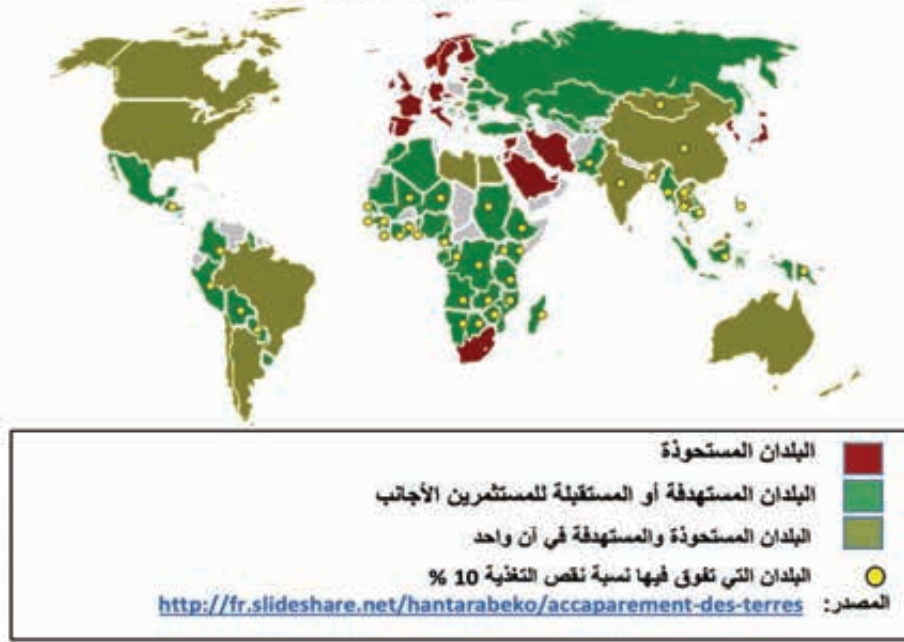 البلدان المستحوذة
البلدان المستهدفة أو المستقبلة للمستثمرين الأجانب
البلدان المستحوذة والمستهدفة في آن واحد
البلدان التي تفوق فيها نسبة نقص التغذية 10 %
المصدر: http://fr.slideshare.net/hantarabeko/accaparement-des-terres